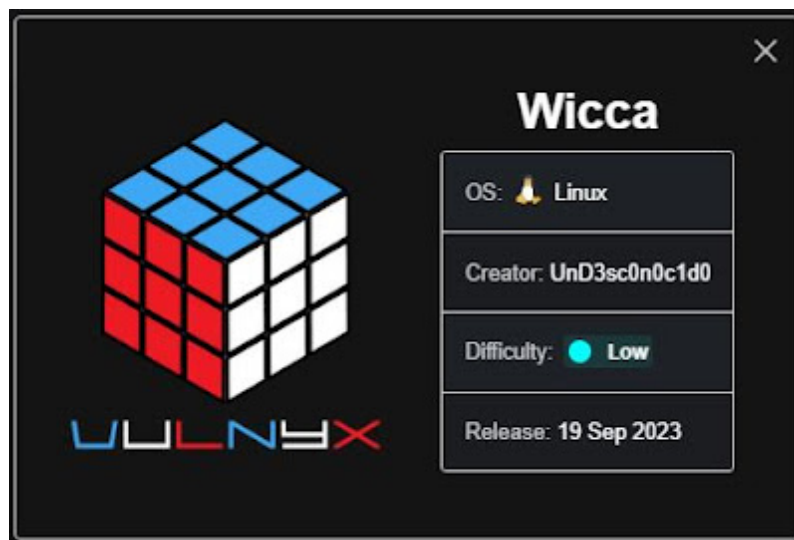 Wicca
OS: Linux
Creator: UnD3sc0n0c1d0
Difficulty: Low
Release: 19 Sep 2023
VULNYX